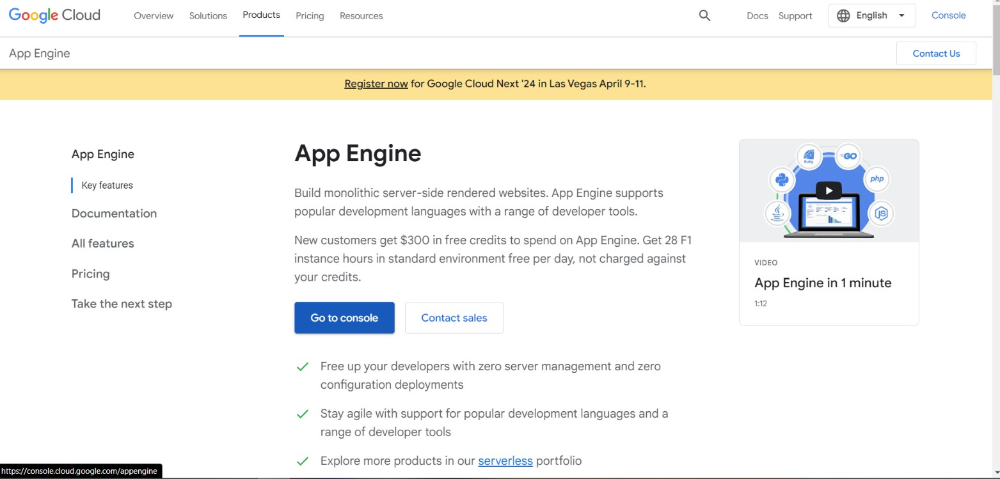 Google Cloud
Overview Solutions Products Pricing Resources
Docs Support English Console
App Engine
Contact Us
Register now for Google Cloud Next '24 in Las Vegas April 9-11.
App Engine
Key features
Documentation
All features
Pricing
Take the next step
App Engine
Build monolithic server-side rendered websites. App Engine supports
popular development languages with a range of developer tools.
New customers get $300 in free credits to spend on App Engine. Get 28 F1
instance hours in standard environment free per day, not charged against
your credits.
Go to console Contact sales
Free up your developers with zero server management and zero
configuration deployments
Stay agile with support for popular development languages and a
range of developer tools
Explore more products in our serverless portfolio
Ruby
GO
php
JS
VIDEO
App Engine in 1 minute
1:12
https://console.cloud.google.com/appengine